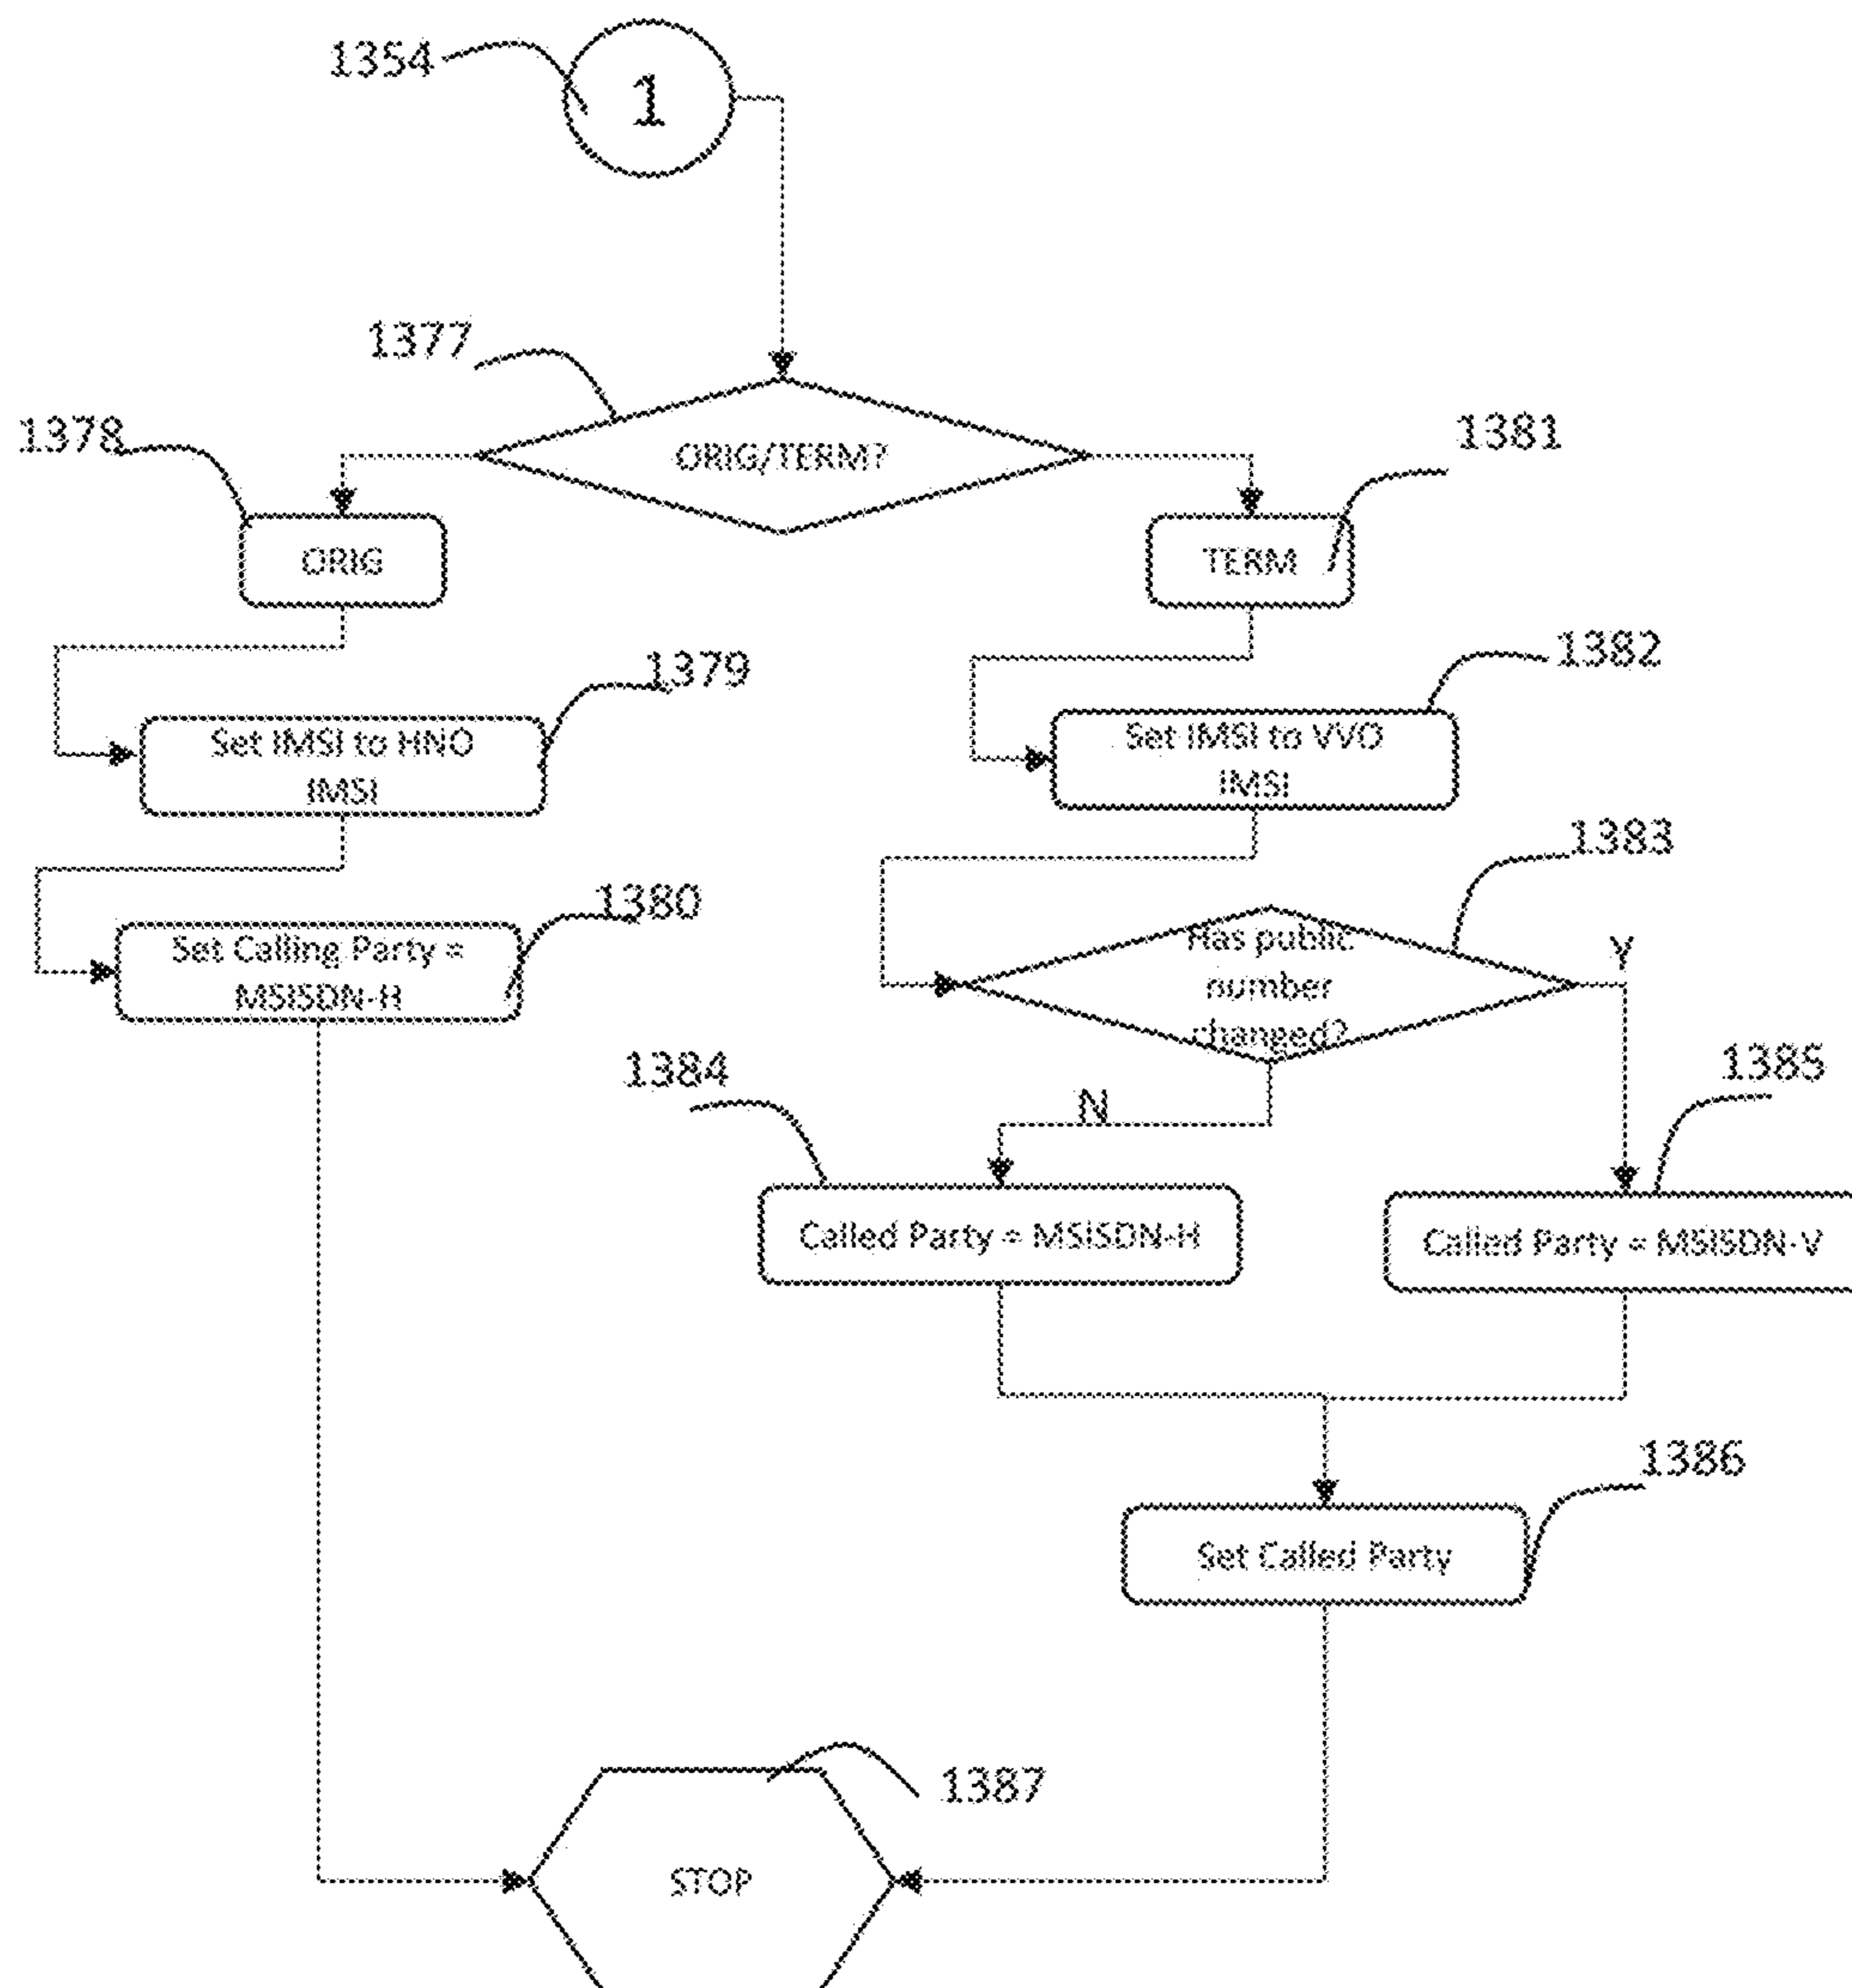 1354
1
1377
ORIG/TERM?
1378
ORIG
1381
TERM
1379
Set IMSI to HNO
IMSI
1382
Set IMSI to VVO
IMSI
1380
Set Calling Party =
MSISDN-H
1383
Has public
number
changed?
Y
N
1384
Called Party = MSISDN-H
1385
Called Party = MSISDN-V
1386
Set Called Party
1387
STOP